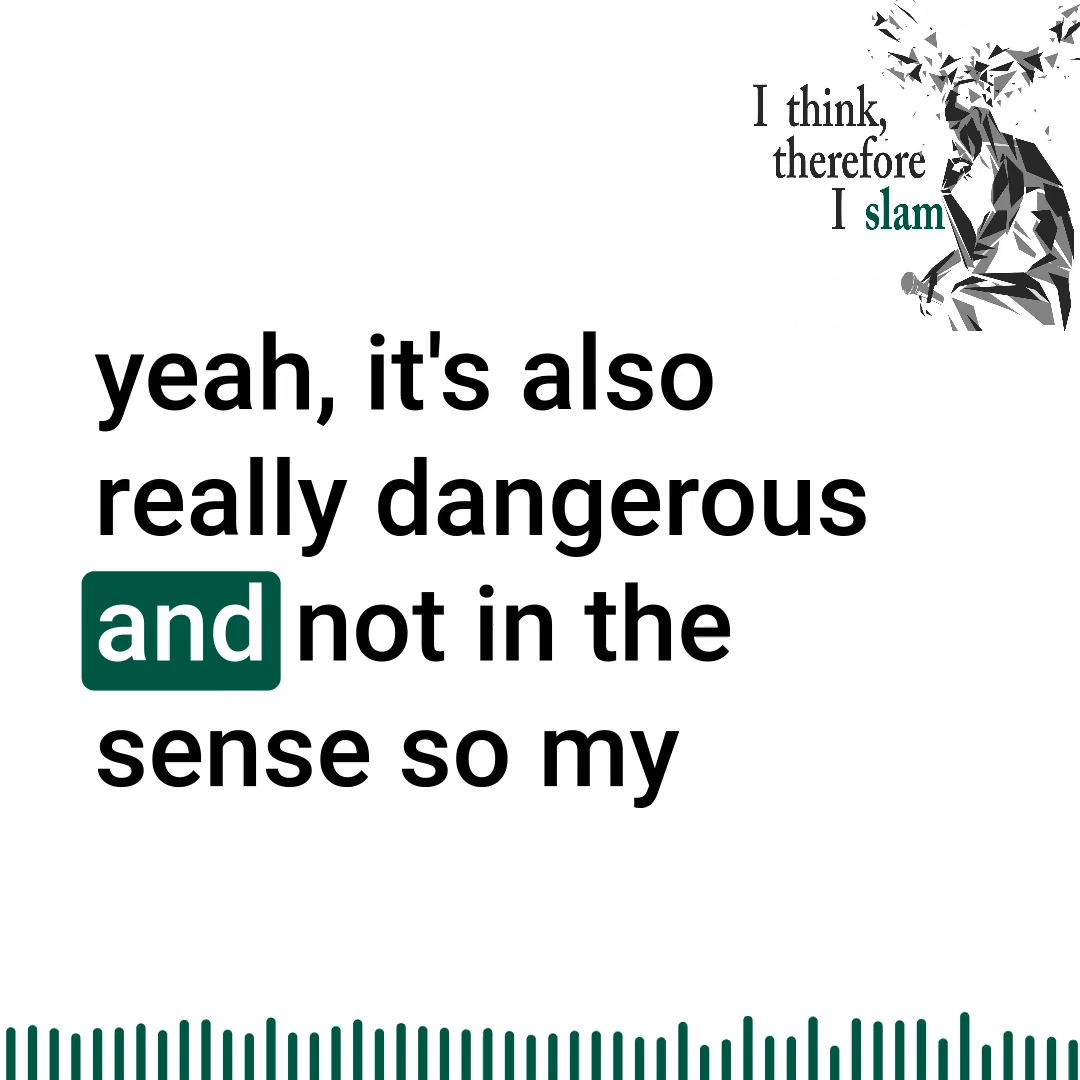 I think,
therefore
I slam
yeah, it's also
really dangerous
and not in the
sense so my